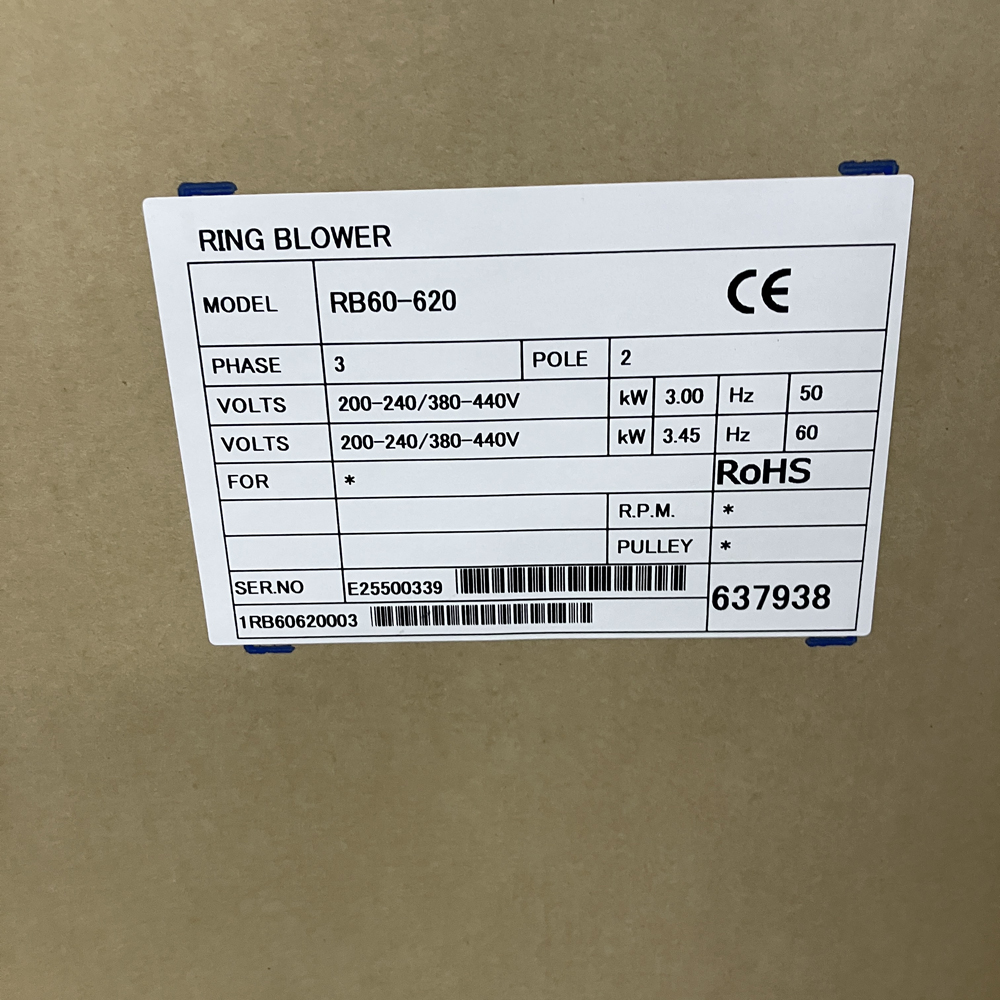 RING BLOWER
MODEL RB60-620 CE
PHASE 3 POLE 2
VOLTS 200-240/380-440V kW 3.00 Hz 50
VOLTS 200-240/380-440V kW 3.45 Hz 60
FOR * RoHS
R.P.M. *
PULLEY *
SER.NO E25500339
637938
1RB60620003